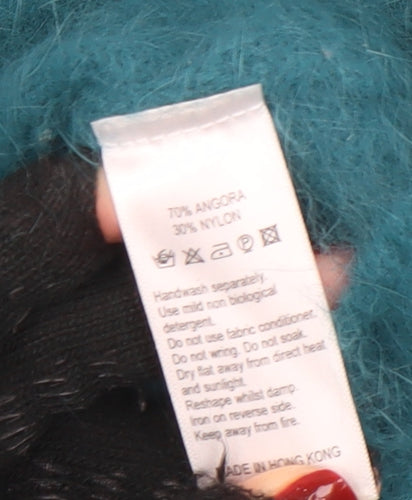 70% ANGORA
30% NYLON
Handwash separately.
Use mild non biological
detergent.
Do not use fabric conditioner.
Do not wring. Do not soak.
Dry flat away from direct heat
and sunlight.
Reshape whilst damp.
Iron on reverse side.
Keep away from fire.
ADE IN HONG KONG